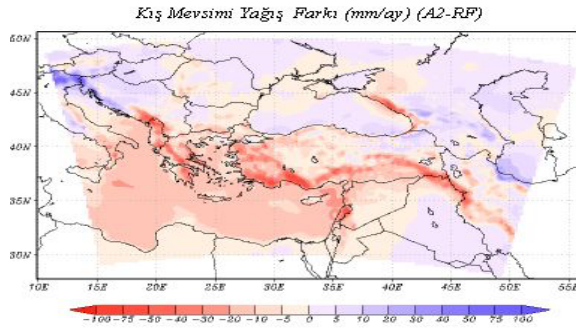 Kış Mevsimi Yağış Farkı (mm/ay) (A2-RF)
50N
45N
40N
35N
30N
10E 15E 20E 25E 30E 35E 40E 45E 50E 55E
-100 -75 -50 -40 -30 -20 -10 -5 0 5 10 20 30 40 50 75 100